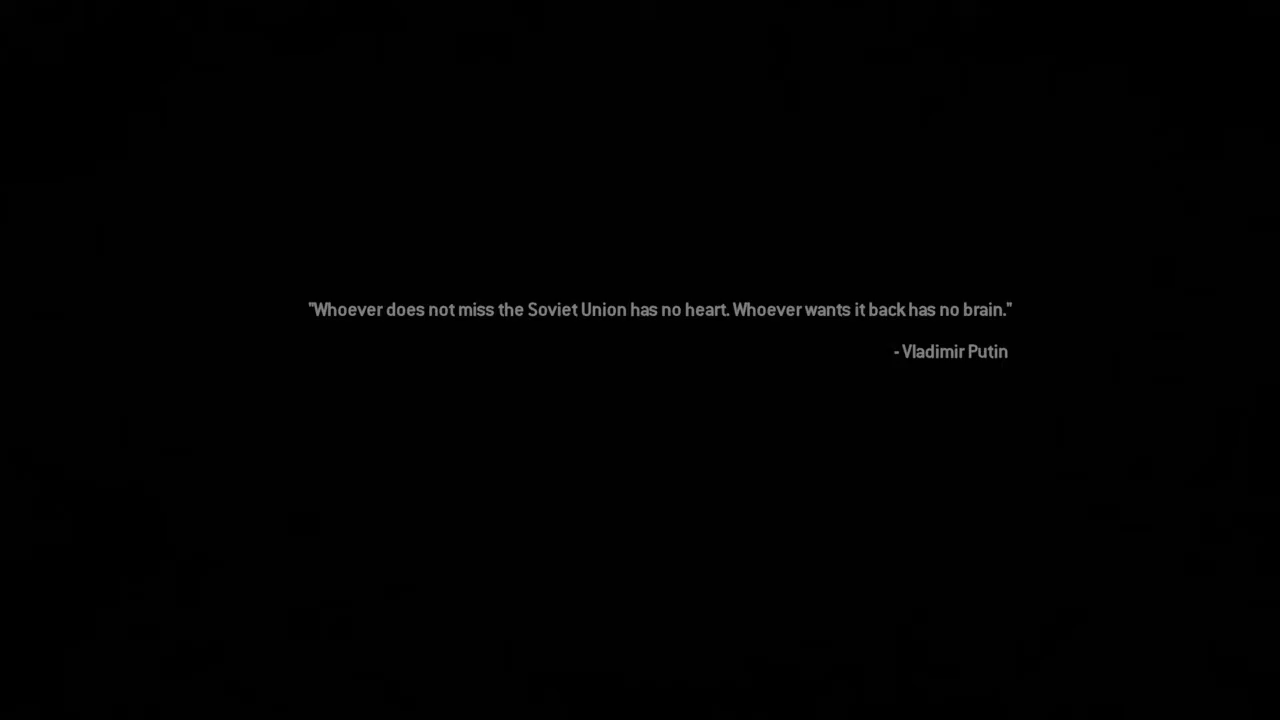 "Whoever does not miss the Soviet Union has no heart. Whoever wants it back has no brain."
- Vladimir Putin